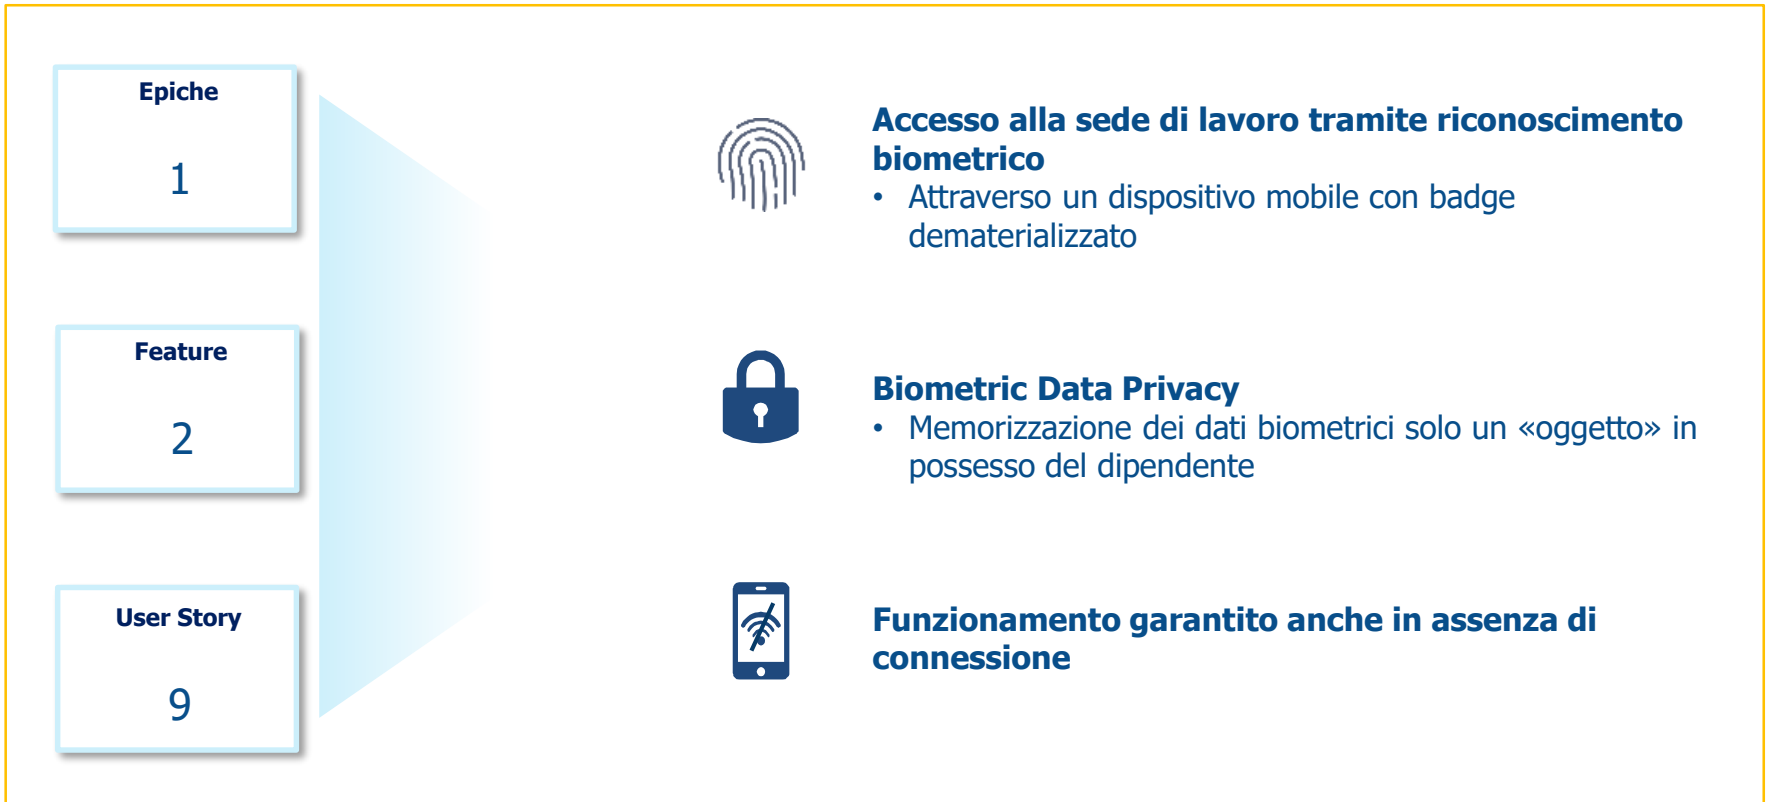 Epiche
1
Feature
2
User Story
9
Accesso alla sede di lavoro tramite riconoscimento
biometrico
• Attraverso un dispositivo mobile con badge
dematerializzato
Biometric Data Privacy
• Memorizzazione dei dati biometrici solo un «oggetto» in
possesso del dipendente
Funzionamento garantito anche in assenza di
connessione